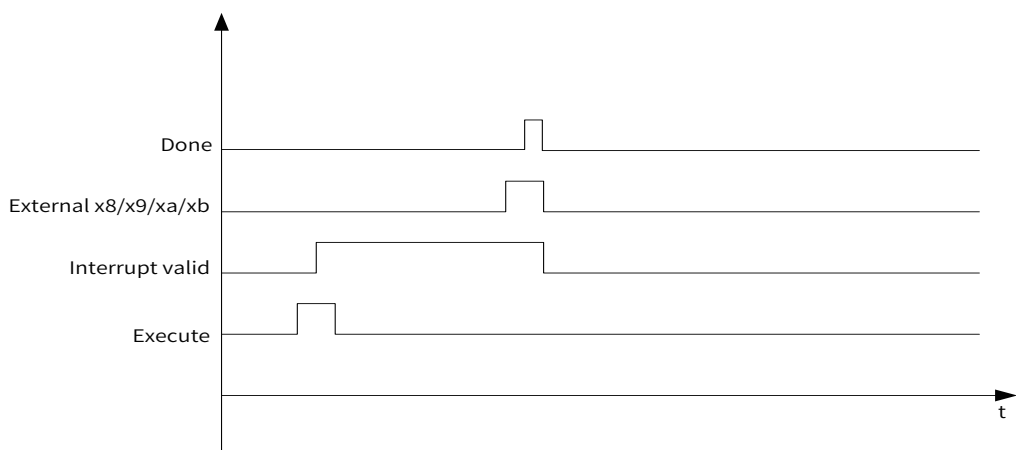 Done
External x8/x9/xa/xb
Interrupt valid
Execute
t